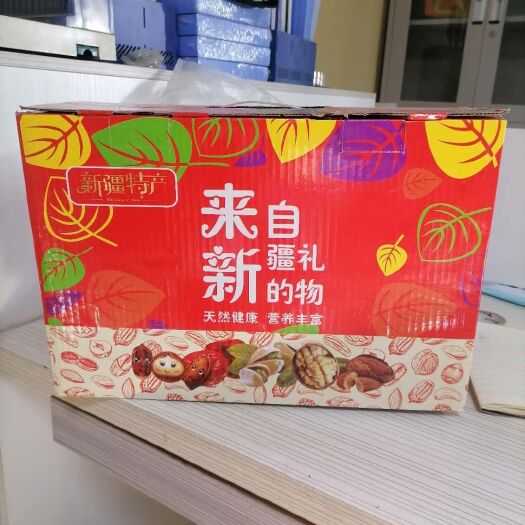 新疆特产
来自
新疆礼
的物
天然健康 营养丰富